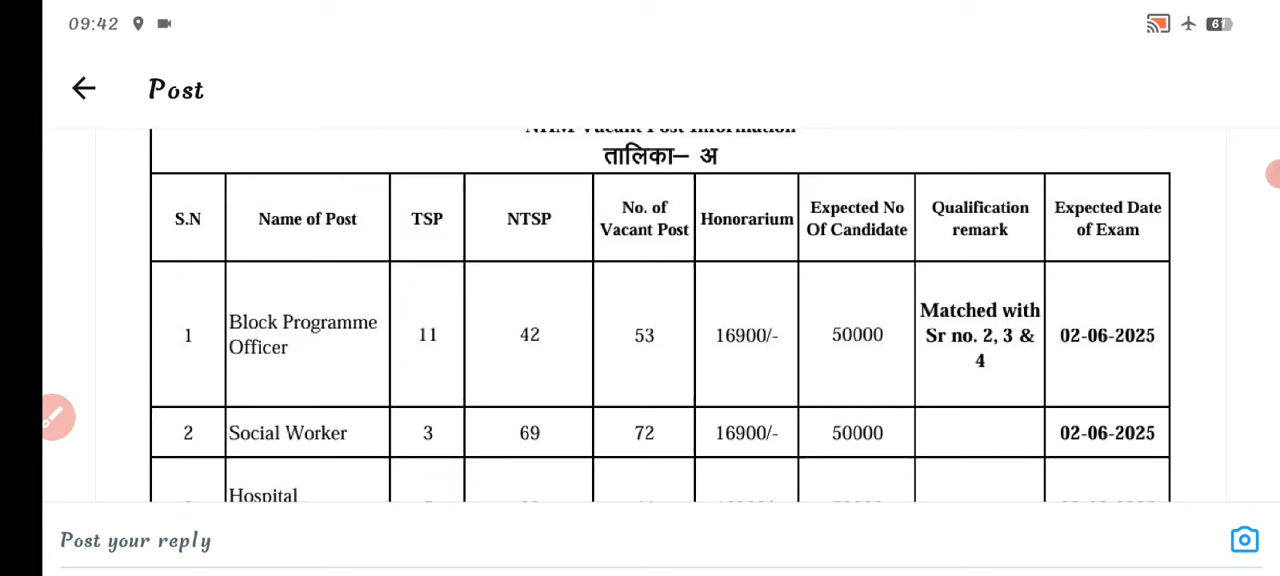 09:42
61
Post
NHM Vacant Post Information
तालिका– अ
S.N Name of Post TSP NTSP No. of Vacant Post Honorarium Expected No Of Candidate Qualification remark Expected Date of Exam
1 Block Programme Officer 11 42 53 16900/- 50000 Matched with Sr no. 2, 3 & 4 02-06-2025
2 Social Worker 3 69 72 16900/- 50000 02-06-2025
Hospital
Post your reply